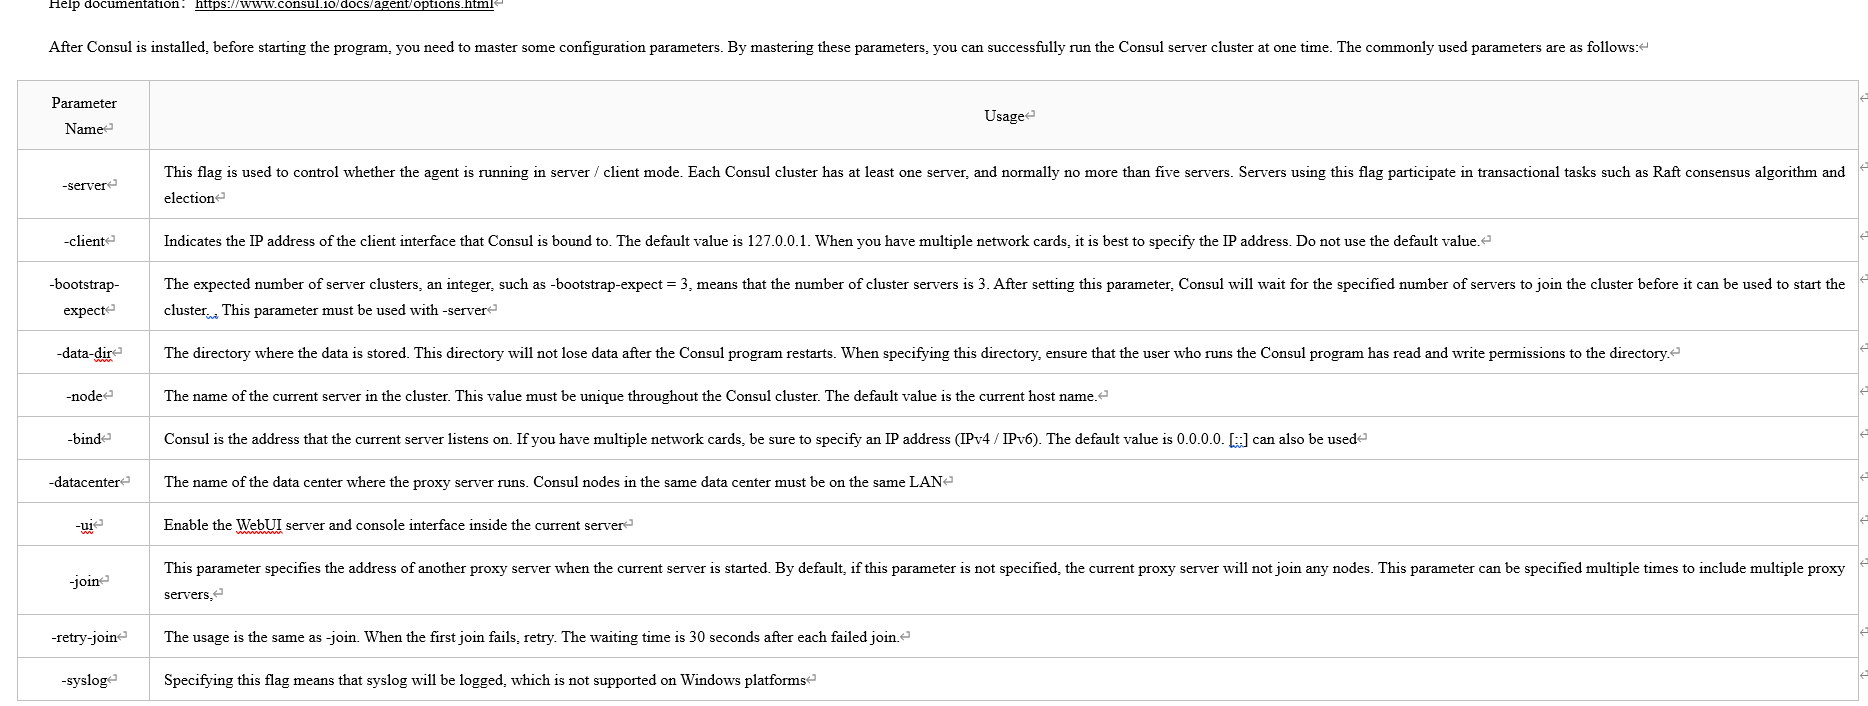 Help documentation: https://www.consul.io/docs/agent/options.html
After Consul is installed, before starting the program, you need to master some configuration parameters. By mastering these parameters, you can successfully run the Consul server cluster at one time. The commonly used parameters are as follows:
Parameter
Name
Usage
-server
This flag is used to control whether the agent is running in server / client mode. Each Consul cluster has at least one server, and normally no more than five servers. Servers using this flag participate in transactional tasks such as Raft consensus algorithm and
election
-client
Indicates the IP address of the client interface that Consul is bound to. The default value is 127.0.0.1. When you have multiple network cards, it is best to specify the IP address. Do not use the default value.
-bootstrap-
expect
The expected number of server clusters, an integer, such as -bootstrap-expect = 3, means that the number of cluster servers is 3. After setting this parameter, Consul will wait for the specified number of servers to join the cluster before it can be used to start the
cluster. , This parameter must be used with -server
-data-dir
The directory where the data is stored. This directory will not lose data after the Consul program restarts. When specifying this directory, ensure that the user who runs the Consul program has read and write permissions to the directory.
-node
The name of the current server in the cluster. This value must be unique throughout the Consul cluster. The default value is the current host name.
-bind
Consul is the address that the current server listens on. If you have multiple network cards, be sure to specify an IP address (IPv4 / IPv6). The default value is 0.0.0.0. [::] can also be used
-datacenter
The name of the data center where the proxy server runs. Consul nodes in the same data center must be on the same LAN
-ui
Enable the WebUI server and console interface inside the current server
-join
This parameter specifies the address of another proxy server when the current server is started. By default, if this parameter is not specified, the current proxy server will not join any nodes. This parameter can be specified multiple times to include multiple proxy
servers,
-retry-join
The usage is the same as -join. When the first join fails, retry. The waiting time is 30 seconds after each failed join.
-syslog
Specifying this flag means that syslog will be logged, which is not supported on Windows platforms